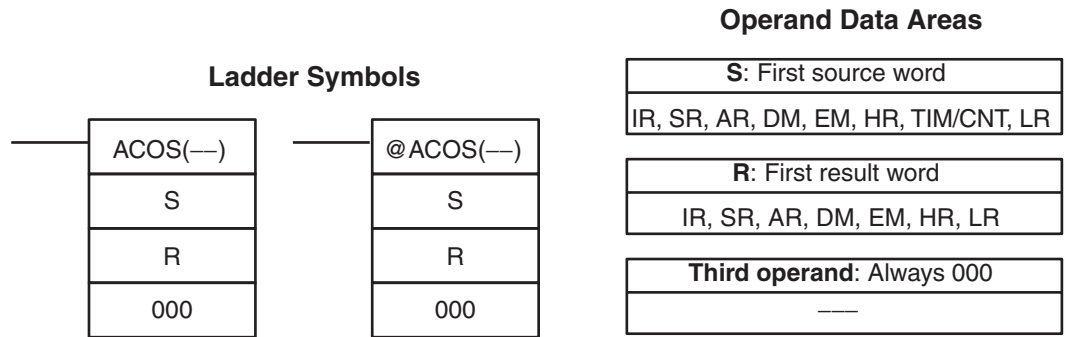 Ladder Symbols
ACOS(––)
S
R
000
@ACOS(––)
S
R
000
Operand Data Areas
S: First source word
IR, SR, AR, DM, EM, HR, TIM/CNT, LR
R: First result word
IR, SR, AR, DM, EM, HR, LR
Third operand: Always 000
–––